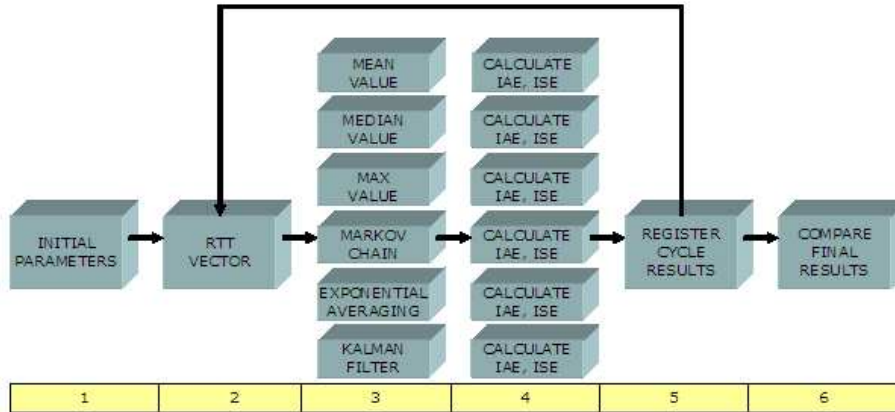 MEAN
VALUE
CALCULATE
IAE, ISE
MEDIAN
VALUE
CALCULATE
IAE, ISE
MAX
VALUE
CALCULATE
IAE, ISE
INITIAL
PARAMETERS
RTT
VECTOR
MARKOV
CHAIN
CALCULATE
IAE, ISE
REGISTER
CYCLE
RESULTS
COMPARE
FINAL
RESULTS
EXPONENTIAL
AVERAGING
CALCULATE
IAE, ISE
KALMAN
FILTER
CALCULATE
IAE, ISE
1 2 3 4 5 6